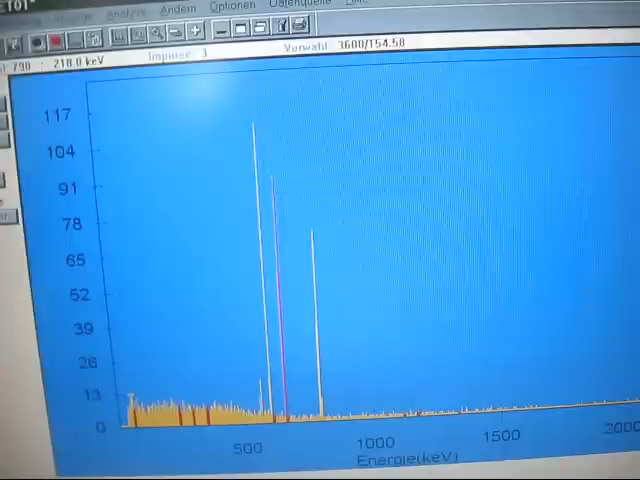 T01*
Analyse Ändern Optionen Datenquelle
790 : 218.0 keV Impulse: 3 Vorwahl 3600/154.58
117
104
91
78
65
52
39
26
13
0
500 1000 1500 2000
Energie(keV)